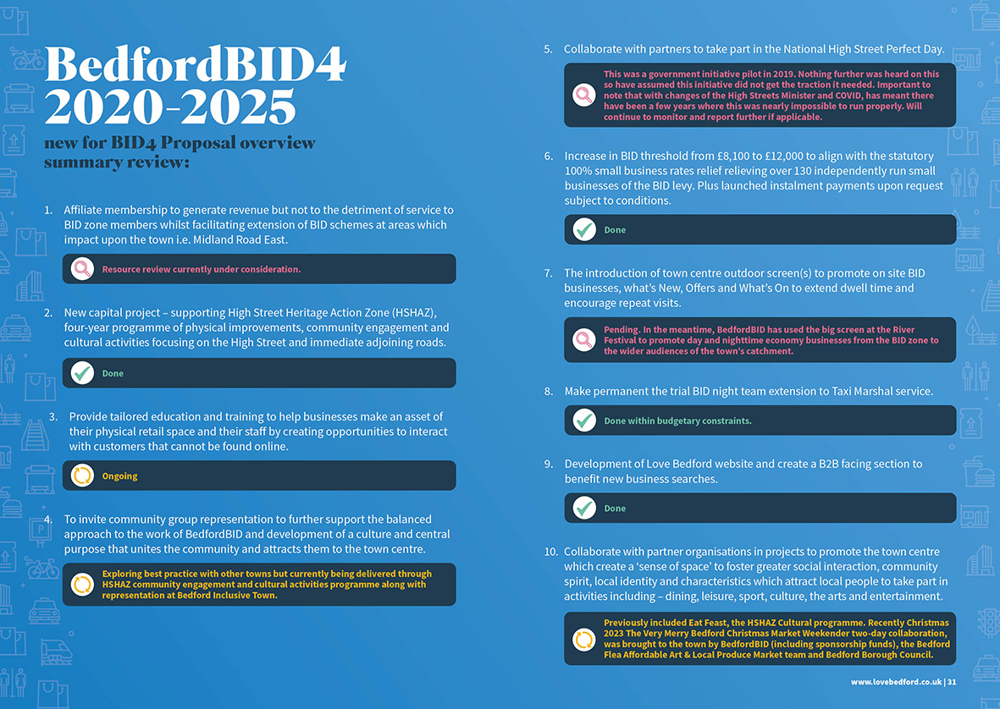 BedfordBID4
2020-2025
new for BID4 Proposal overview
summary review:
1. Affiliate membership to generate revenue but not to the detriment of service to
BID zone members whilst facilitating extension of BID schemes at areas which
impact upon the town i.e. Midland Road East.
Resource review currently under consideration.
2. New capital project – supporting High Street Heritage Action Zone (HSHAZ),
four-year programme of physical improvements, community engagement and
cultural activities focusing on the High Street and immediate adjoining roads.
Done
3. Provide tailored education and training to help businesses make an asset of
their physical retail space and their staff by creating opportunities to interact
with customers that cannot be found online.
Ongoing
4. To invite community group representation to further support the balanced
approach to the work of BedfordBID and development of a culture and central
purpose that unites the community and attracts them to the town centre.
Exploring best practice with other towns but currently being delivered through
HSHAZ community engagement and cultural activities programme along with
representation at Bedford Inclusive Town.
P
5. Collaborate with partners to take part in the National High Street Perfect Day.
This was a government initiative pilot in 2019. Nothing further was heard on this
so have assumed this initiative did not get the traction it needed. Important to
note that with changes of the High Streets Minister and COVID, has meant there
have been a few years where this was nearly impossible to run properly. Will
continue to monitor and report further if applicable.
6. Increase in BID threshold from £8,100 to £12,000 to align with the statutory
100% small business rates relief relieving over 130 independently run small
businesses of the BID levy. Plus launched instalment payments upon request
subject to conditions.
Done
7. The introduction of town centre outdoor screen(s) to promote on site BID
businesses, what's New, Offers and What's On to extend dwell time and
encourage repeat visits.
Pending. In the meantime, BedfordBID has used the big screen at the River
Festival to promote day and nighttime economy businesses from the BID zone to
the wider audiences of the town's catchment.
8. Make permanent the trial BID night team extension to Taxi Marshal service.
Done within budgetary constraints.
9. Development of Love Bedford website and create a B2B facing section to
benefit new business searches.
Done
10. Collaborate with partner organisations in projects to promote the town centre
which create a 'sense of space' to foster greater social interaction, community
spirit, local identity and characteristics which attract local people to take part in
activities including – dining, leisure, sport, culture, the arts and entertainment.
Previously included Eat Feast, the HSHAZ Cultural programme. Recently Christmas
2023 The Very Merry Bedford Christmas Market Weekender two-day collaboration,
was brought to the town by BedfordBID (including sponsorship funds), the Bedford
Flea Affordable Art & Local Produce Market team and Bedford Borough Council.
www.lovebedford.co.uk | 31